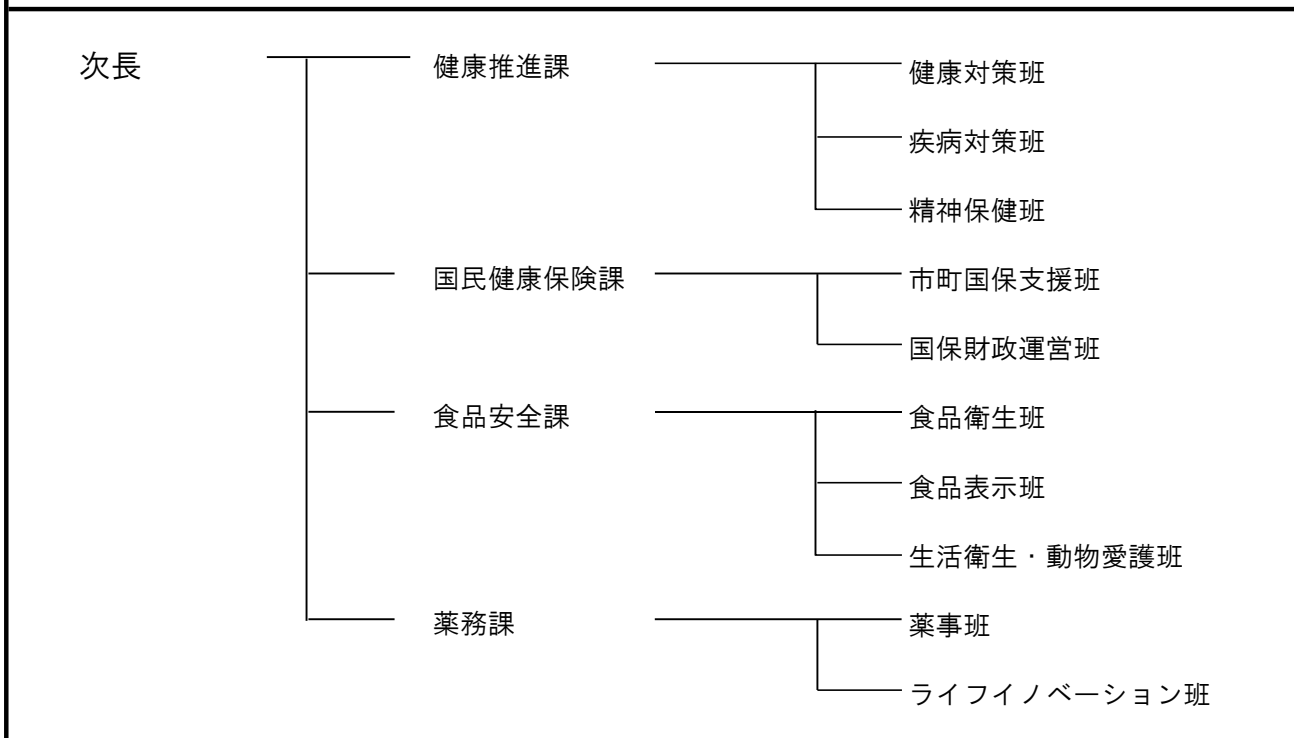 次長
健康推進課
健康対策班
疾病対策班
精神保健班
国民健康保険課
市町国保支援班
国保財政運営班
食品安全課
食品衛生班
食品表示班
生活衛生・動物愛護班
薬務課
薬事班
ライフイノベーション班